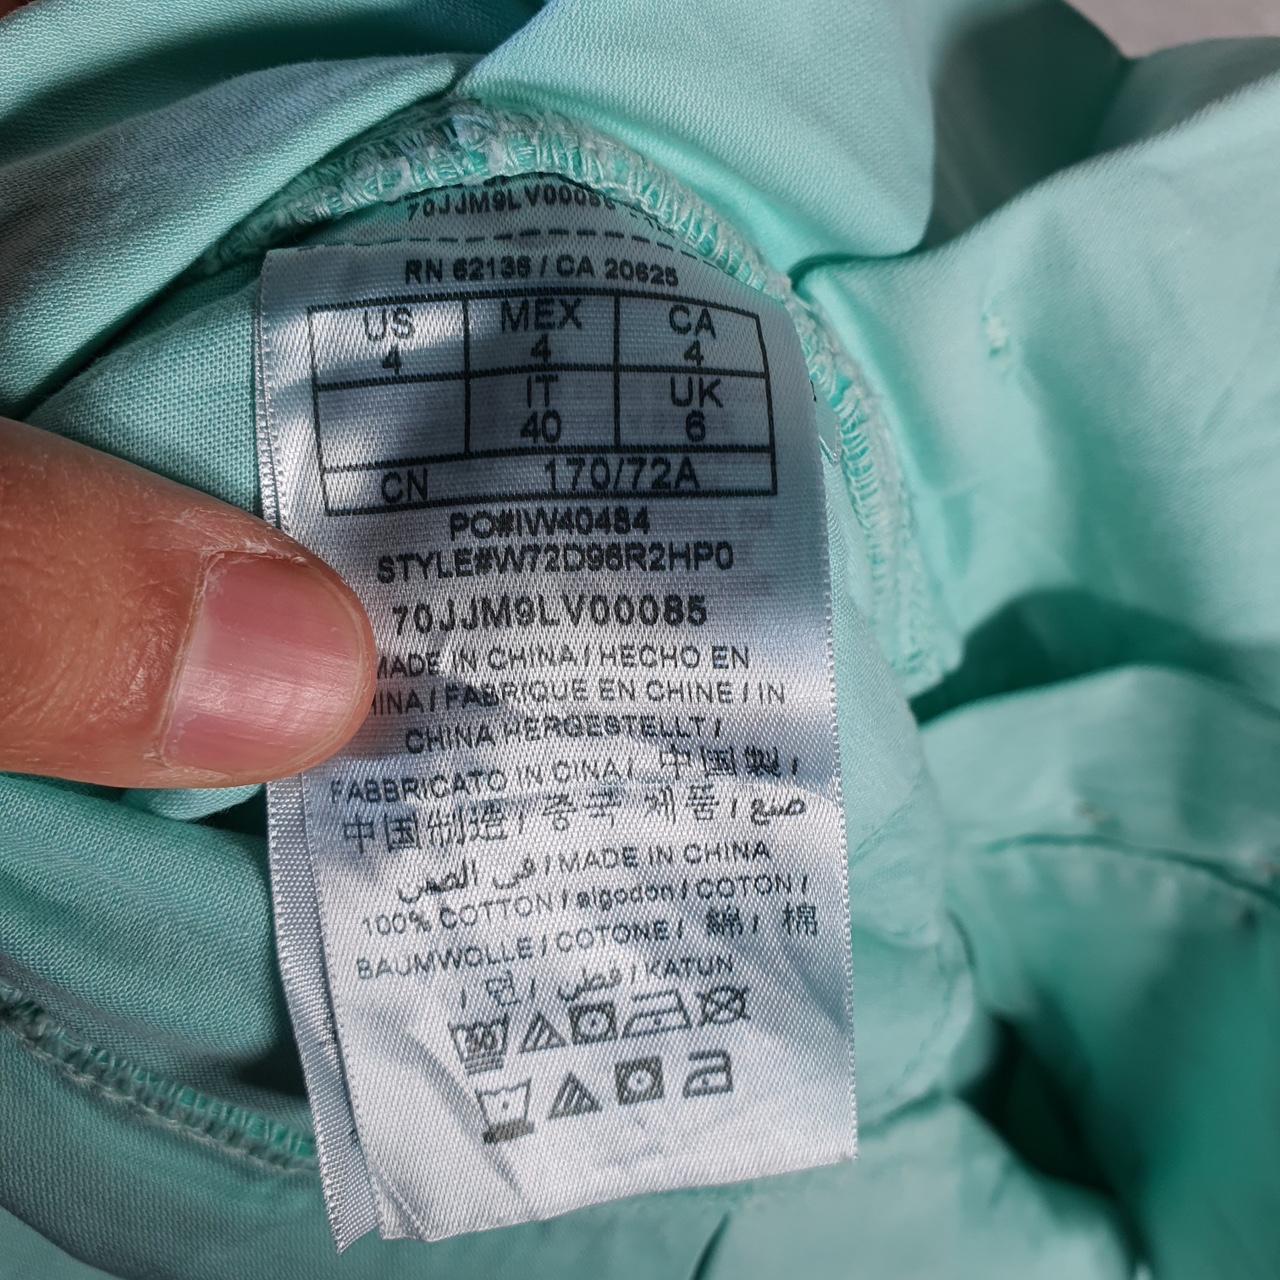 70JJM9LV00085
RN 62136 / CA 20625
US MEX CA
4 4 4
IT UK
40 6
CN 170/72A
PO#IW40484
STYLE#W72D96R2HP0
70JJM9LV00085
MADE IN CHINA / HECHO EN
HINA / FABRIQUE EN CHINE / IN
CHINA HERGESTELLT /
FABBRICATO IN CINA / 中国製 /
中国制造 / 중국 제품 / صنع
في الصين / MADE IN CHINA
100% COTTON / algodon / COTON /
BAUMWOLLE / COTONE / 綿 / 棉
/ 면 / قطن / KATUN
30